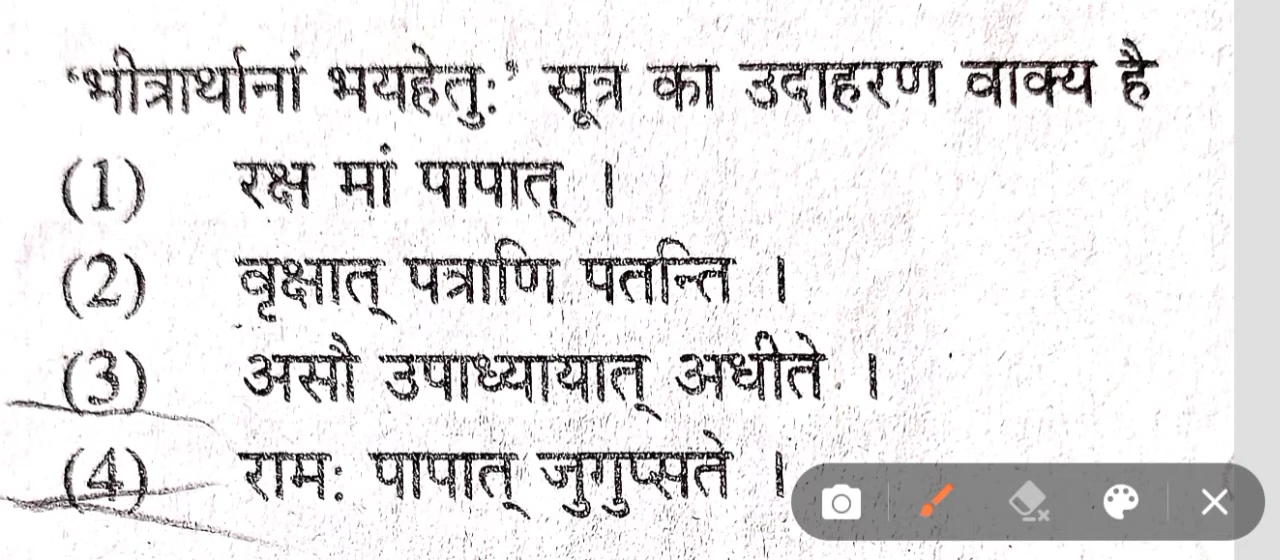 'भीत्रार्थानां भयहेतुः' सूत्र का उदाहरण वाक्य है
(1) रक्ष मां पापात् ।
(2) वृक्षात् पत्राणि पतन्ति ।
(3) असौ उपाध्यायात् अधीते । 
(4) रामः पापात् जुगुप्सते ।